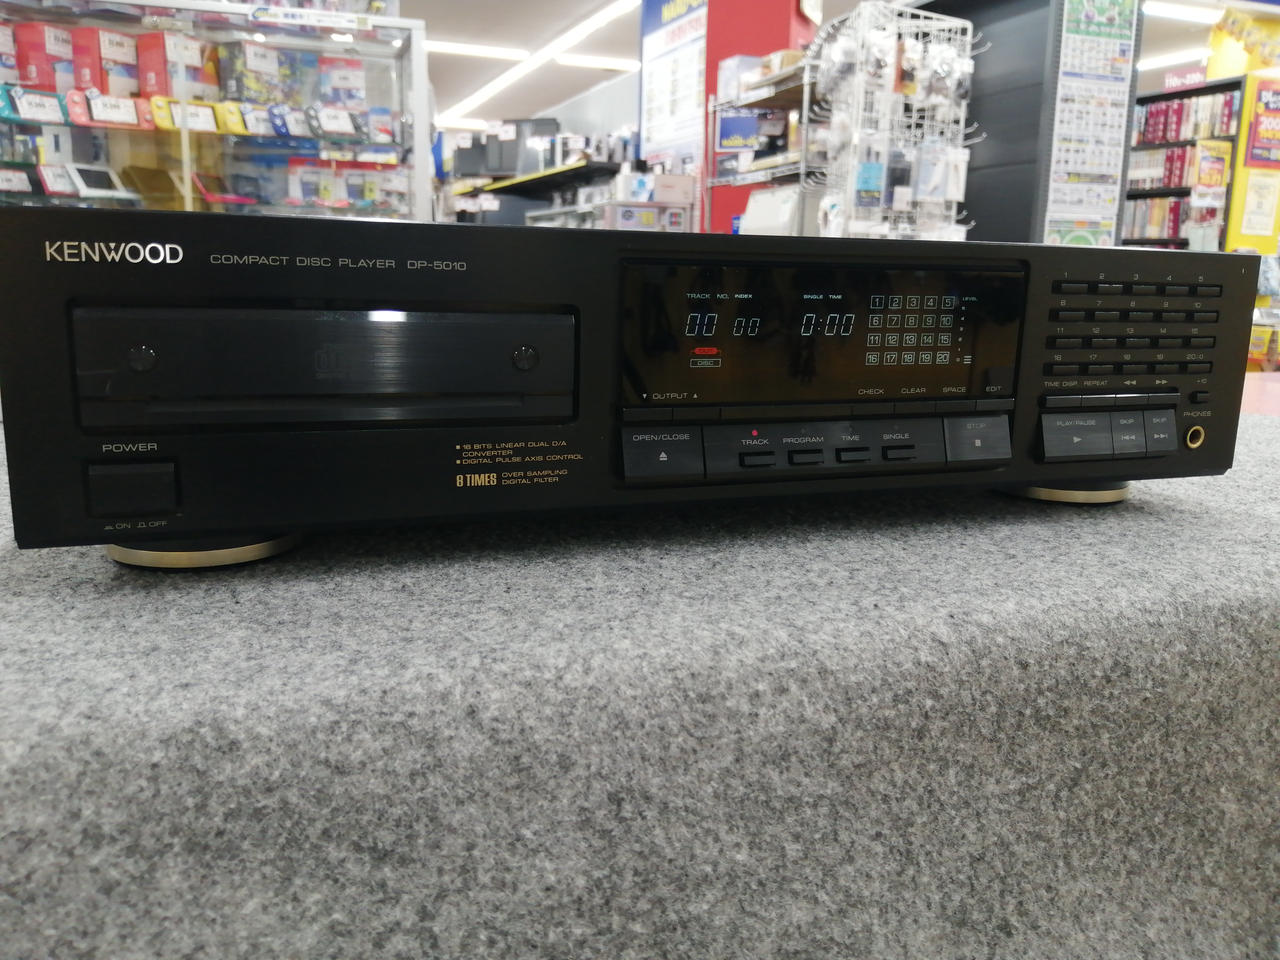 KENWOOD
COMPACT DISC PLAYER DP-5010
TRACK NO. INDEX
SINGLE TIME
LEVEL
00 00
0:00
1 2 3 4 5
6 7 8 9 10
11 12 13 14 15
16 17 18 19 20
OUT
DISC
▼ OUTPUT ▲
CHECK CLEAR SPACE EDIT
OPEN/CLOSE
TRACK PROGRAM TIME SINGLE
STOP
1 2 3 4 5
6 7 8 9 10
11 12 13 14 15
16 17 18 19 20/0
TIME DISP. REPEAT
+10
PLAY/PAUSE
SKIP
SKIP
PHONES
POWER
ON OFF
16 BITS LINEAR DUAL D/A
CONVERTER
DIGITAL PULSE AXIS CONTROL
8 TIMES OVER SAMPLING
DIGITAL FILTER